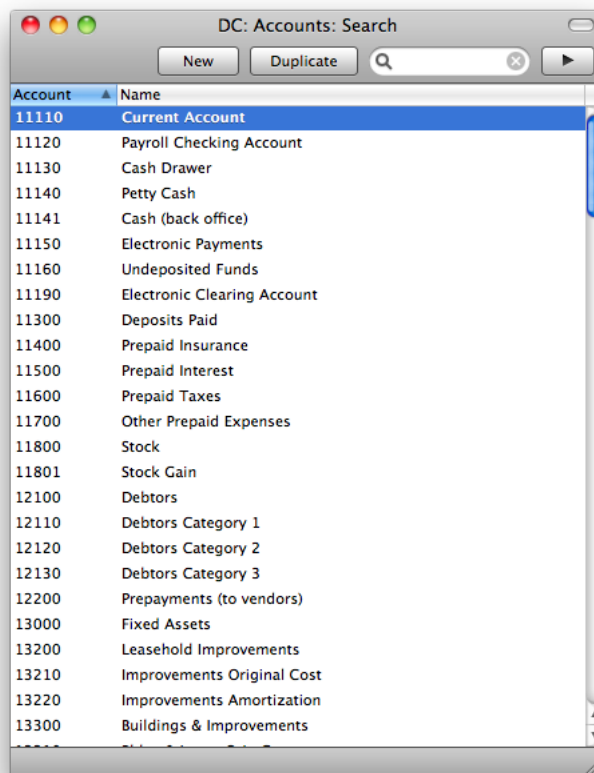 DC: Accounts: Search
New Duplicate
Account Name
11110 Current Account
11120 Payroll Checking Account
11130 Cash Drawer
11140 Petty Cash
11141 Cash (back office)
11150 Electronic Payments
11160 Undeposited Funds
11190 Electronic Clearing Account
11300 Deposits Paid
11400 Prepaid Insurance
11500 Prepaid Interest
11600 Prepaid Taxes
11700 Other Prepaid Expenses
11800 Stock
11801 Stock Gain
12100 Debtors
12110 Debtors Category 1
12120 Debtors Category 2
12130 Debtors Category 3
12200 Prepayments (to vendors)
13000 Fixed Assets
13200 Leasehold Improvements
13210 Improvements Original Cost
13220 Improvements Amortization
13300 Buildings & Improvements